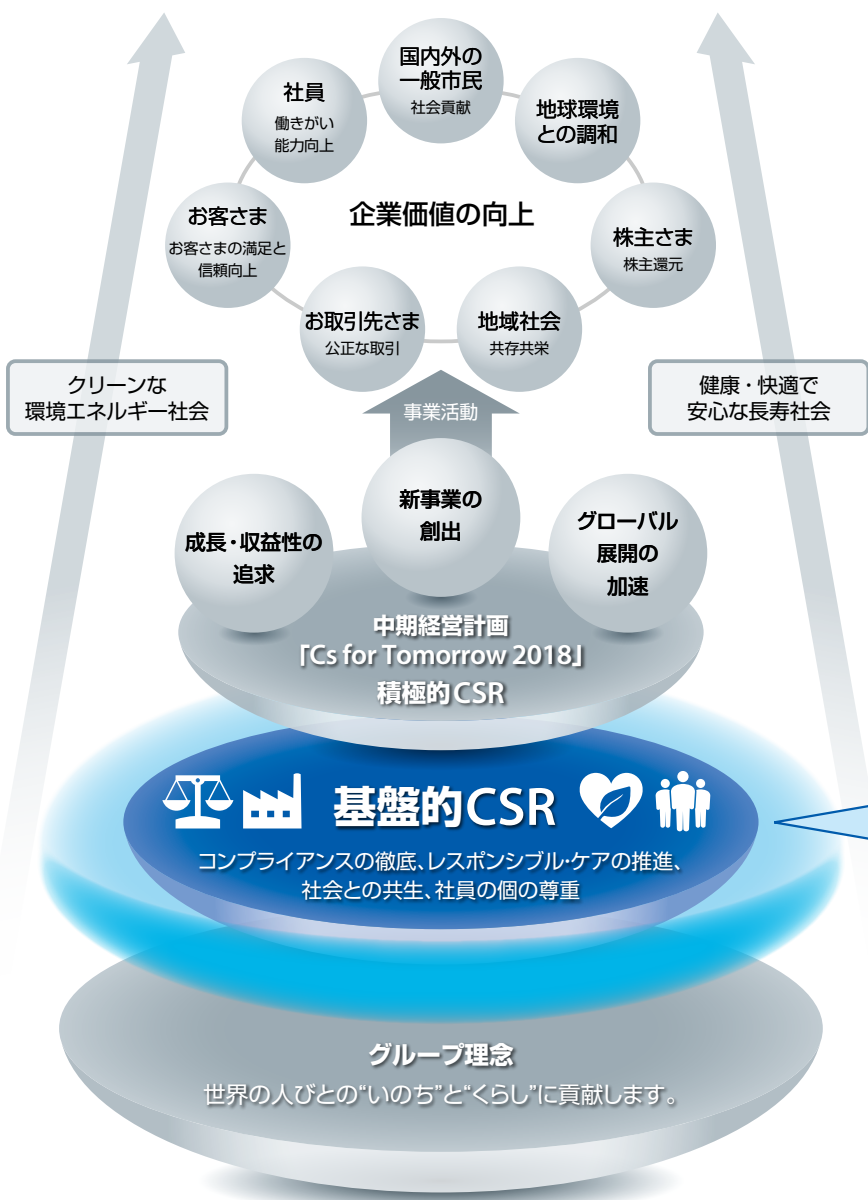 国内外の
一般市民
社会貢献
社員
働きがい
能力向上
地球環境
との調和
お客さま
お客さまの満足と
信頼向上
企業価値の向上
株主さま
株主還元
お取引先さま
公正な取引
地域社会
共存共栄
クリーンな
環境エネルギー社会
健康・快適で
安心な長寿社会
事業活動
成長・収益性の
追求
新事業の
創出
グローバル
展開の
加速
中期経営計画
「Cs for Tomorrow 2018」
積極的CSR
基盤的CSR
コンプライアンスの徹底、レスポンシブル・ケアの推進、
社会との共生、社員の個の尊重
グループ理念
世界の人びとの“いのち”と“くらし”に貢献します。